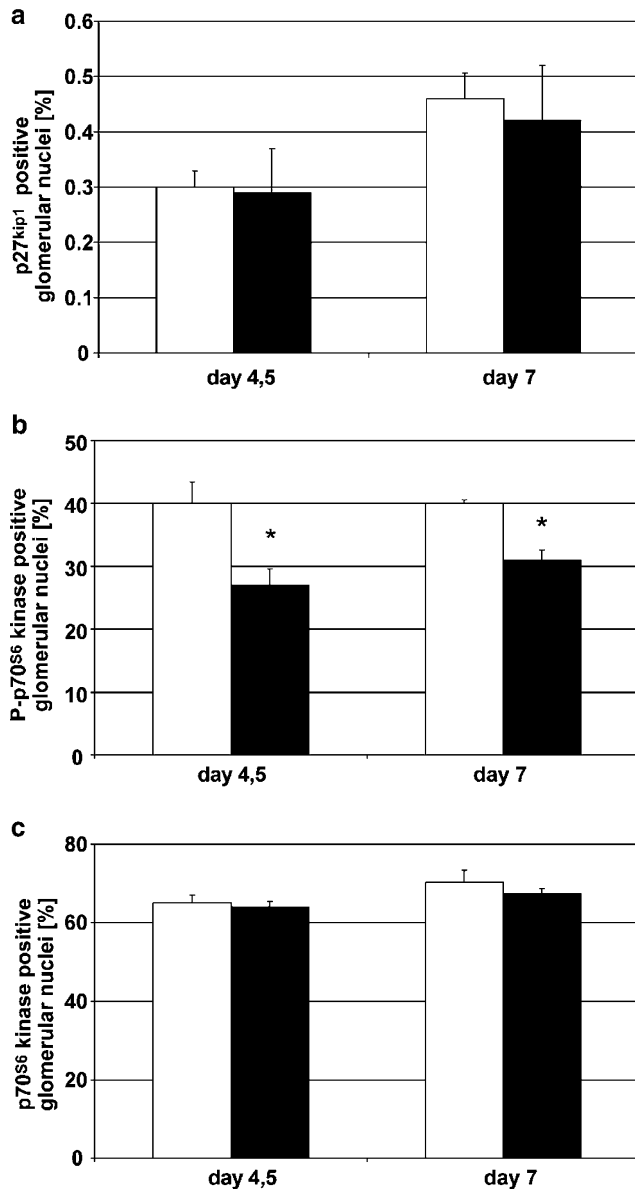 a
p27kip1 positive
glomerular nuclei [%]
0.6
0.5
0.4
0.3
0.2
0.1
0
day 4,5 day 7
b
P-p70S6 kinase positive
glomerular nuclei [%]
50
40
30
20
10
0
* *
day 4,5 day 7
c
p70S6 kinase positive
glomerular nuclei [%]
80
60
40
20
0
day 4,5 day 7